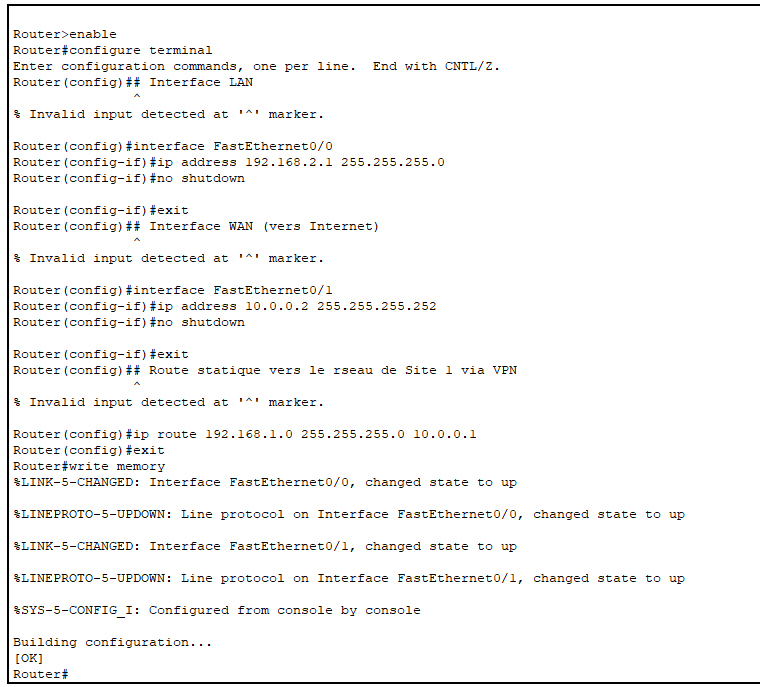 Router>enable
Router#configure terminal
Enter configuration commands, one per line.  End with CNTL/Z.
Router(config)## Interface LAN
^
% Invalid input detected at '^' marker.
Router(config)#interface FastEthernet0/0
Router(config-if)#ip address 192.168.2.1 255.255.255.0
Router(config-if)#no shutdown
Router(config-if)#exit
Router(config)## Interface WAN (vers Internet)
^
% Invalid input detected at '^' marker.
Router(config)#interface FastEthernet0/1
Router(config-if)#ip address 10.0.0.2 255.255.255.252
Router(config-if)#no shutdown
Router(config-if)#exit
Router(config)## Route statique vers le rseau de Site 1 via VPN
^
% Invalid input detected at '^' marker.
Router(config)#ip route 192.168.1.0 255.255.255.0 10.0.0.1
Router(config)#exit
Router#write memory
%LINK-5-CHANGED: Interface FastEthernet0/0, changed state to up
%LINEPROTO-5-UPDOWN: Line protocol on Interface FastEthernet0/0, changed state to up
%LINK-5-CHANGED: Interface FastEthernet0/1, changed state to up
%LINEPROTO-5-UPDOWN: Line protocol on Interface FastEthernet0/1, changed state to up
%SYS-5-CONFIG_I: Configured from console by console
Building configuration...
[OK]
Router#